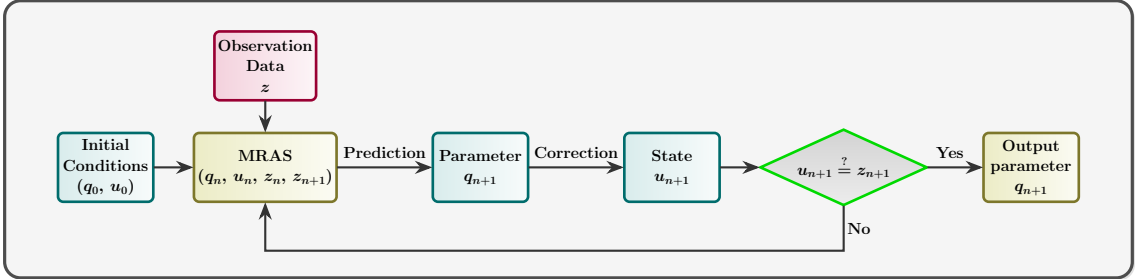 Observation
Data
z
Initial
Conditions
(q₀, u₀)
MRAS
(qₙ, uₙ, zₙ, zₙ₊₁)
Prediction
Parameter
qₙ₊₁
Correction
State
uₙ₊₁
uₙ₊₁ ≟ zₙ₊₁
Yes
Output
parameter
qₙ₊₁
No